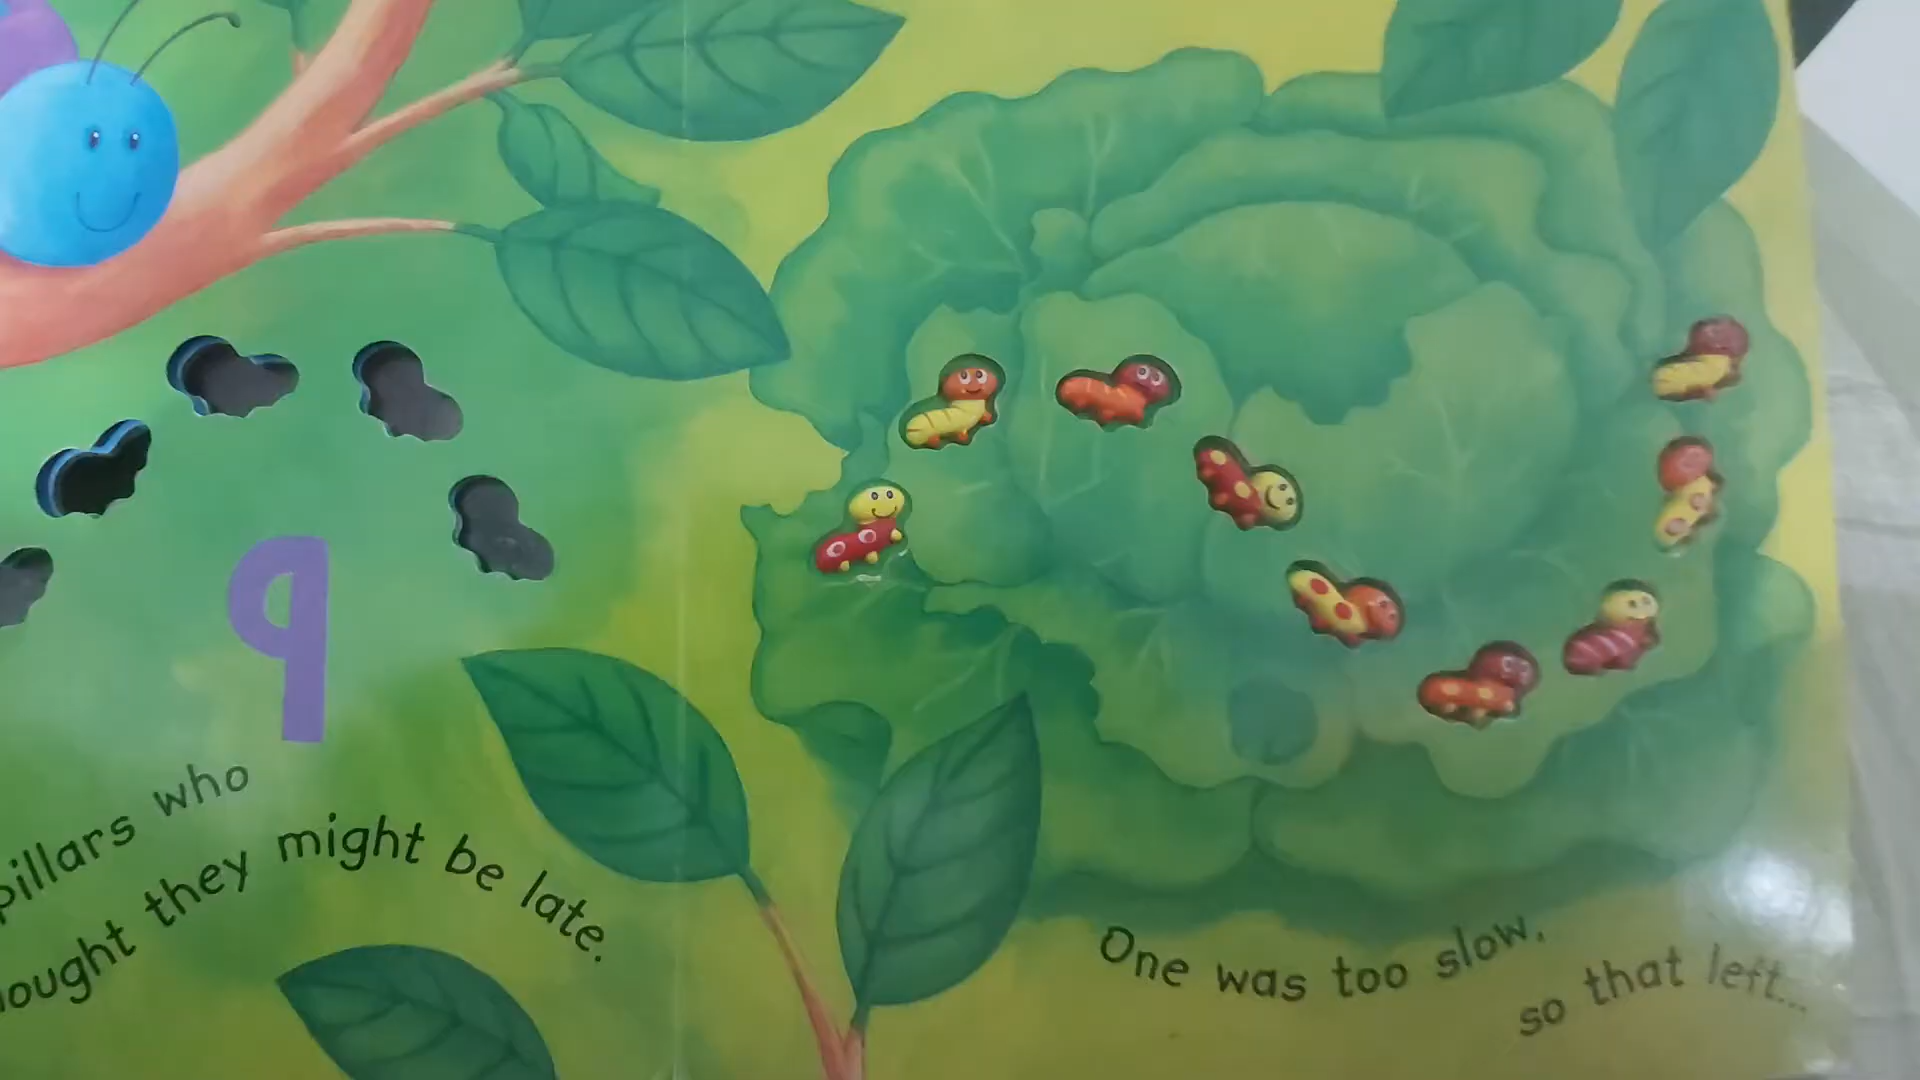 9
pillars who
ought they might be late.
One was too slow,
so that left...